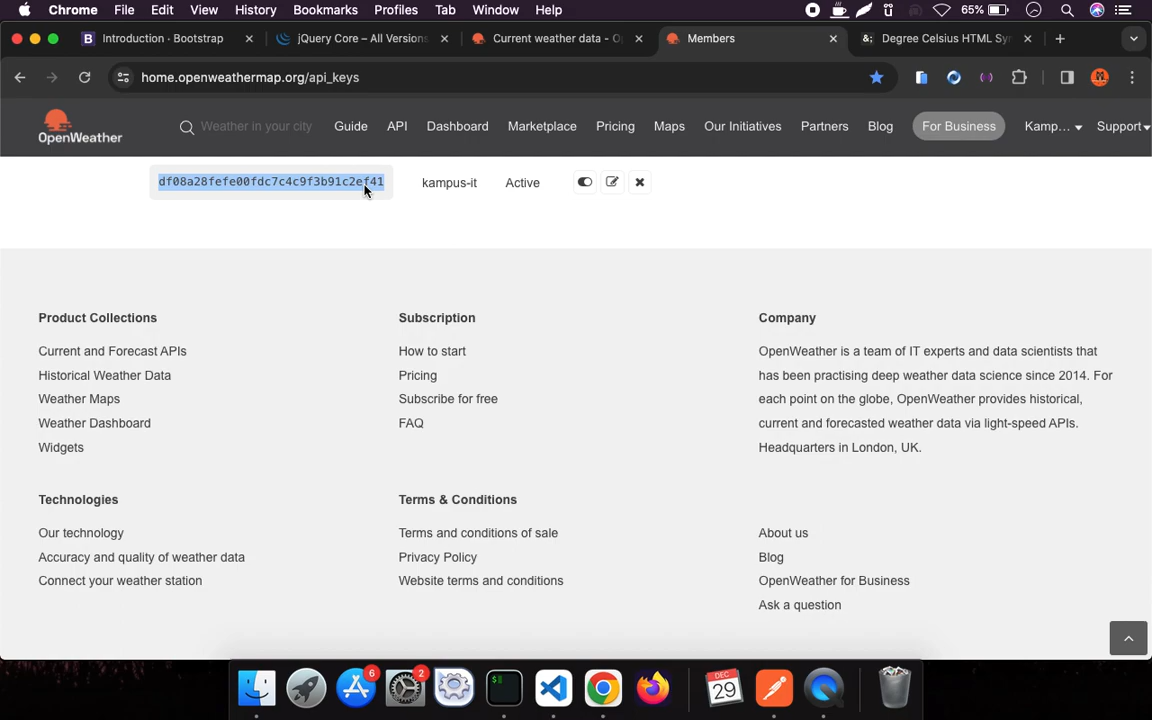 Chrome File Edit View History Bookmarks Profiles Tab Window Help 65%
Introduction · Bootstrap
jQuery Core – All Versions
Current weather data - O
Members
Degree Celsius HTML Sy
home.openweathermap.org/api_keys
OpenWeather
Weather in your city
Guide API Dashboard Marketplace Pricing Maps Our Initiatives Partners Blog For Business Kamp... Support
df08a28fefe00fdc7c4c9f3b91c2ef41 kampus-it Active
Product Collections
Current and Forecast APIs
Historical Weather Data
Weather Maps
Weather Dashboard
Widgets
Subscription
How to start
Pricing
Subscribe for free
FAQ
Company
OpenWeather is a team of IT experts and data scientists that
has been practising deep weather data science since 2014. For
each point on the globe, OpenWeather provides historical,
current and forecasted weather data via light-speed APIs.
Headquarters in London, UK.
Technologies
Our technology
Accuracy and quality of weather data
Connect your weather station
Terms & Conditions
Terms and conditions of sale
Privacy Policy
Website terms and conditions
About us
Blog
OpenWeather for Business
Ask a question
6
2
DEC
29